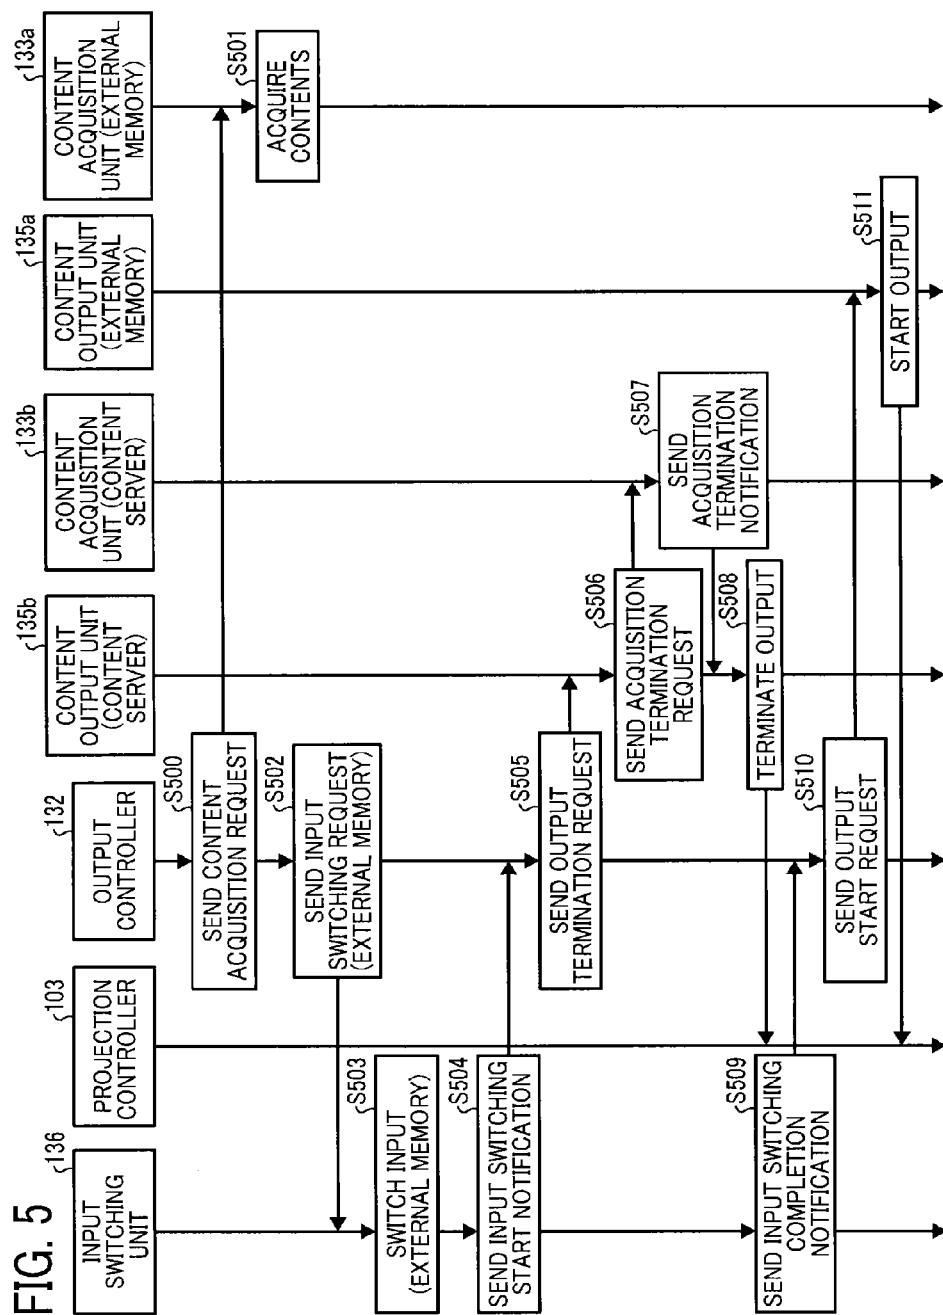 FIG. 5
136
INPUT
SWITCHING
UNIT
103
PROJECTION
CONTROLLER
132
OUTPUT
CONTROLLER
135b
CONTENT
OUTPUT UNIT
(CONTENT
SERVER)
133b
CONTENT
ACQUISITION
UNIT (CONTENT
SERVER)
135a
CONTENT
OUTPUT UNIT
(EXTERNAL
MEMORY)
133a
CONTENT
ACQUISITION
UNIT (EXTERNAL
MEMORY)
S500
SEND CONTENT
ACQUISITION REQUEST
S501
ACQUIRE
CONTENTS
S502
SEND INPUT
SWITCHING REQUEST
(EXTERNAL MEMORY)
S503
SWITCH INPUT
(EXTERNAL MEMORY)
S504
SEND INPUT SWITCHING
START NOTIFICATION
S505
SEND OUTPUT
TERMINATION REQUEST
S506
SEND ACQUISITION
TERMINATION
REQUEST
S507
SEND
ACQUISITION
TERMINATION
NOTIFICATION
S508
TERMINATE OUTPUT
S509
SEND INPUT SWITCHING
COMPLETION
NOTIFICATION
S510
SEND OUTPUT
START REQUEST
S511
START OUTPUT